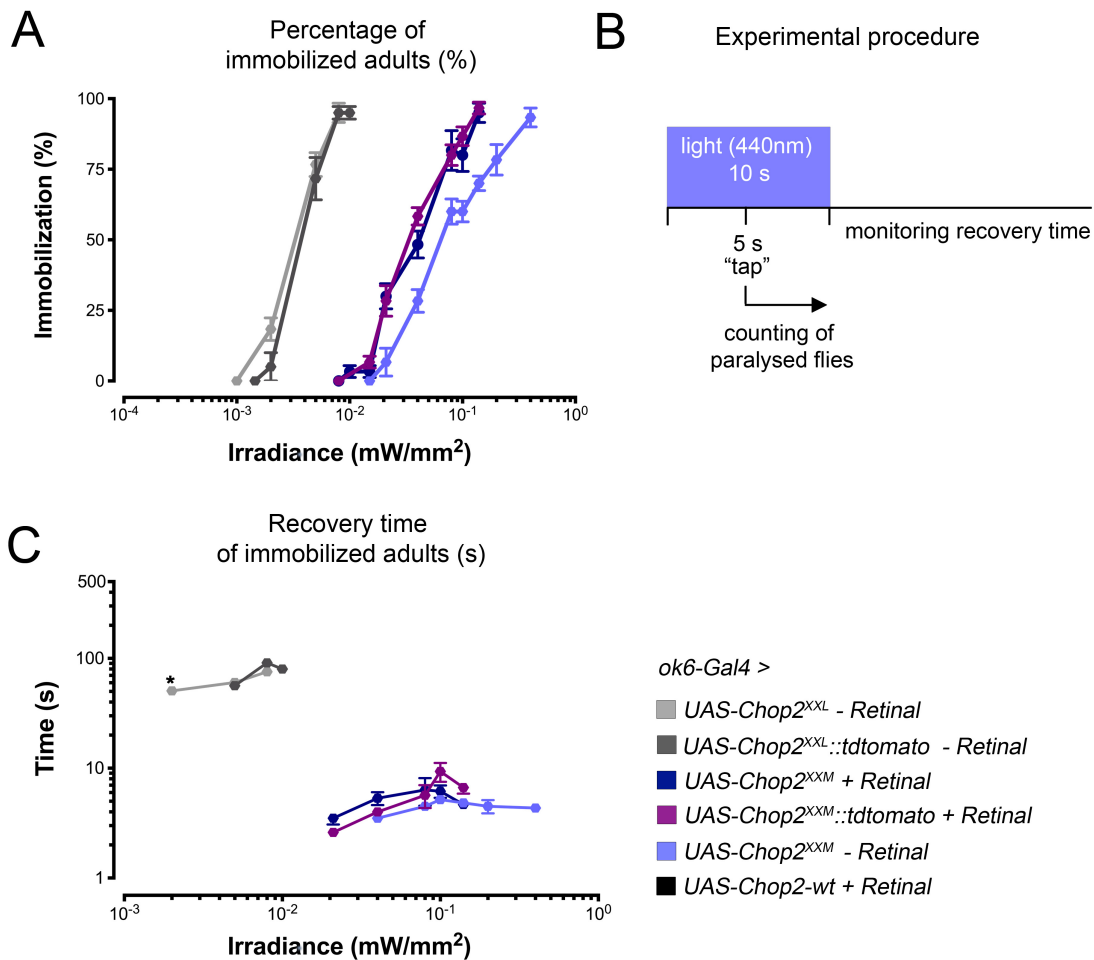 A
Percentage of
immobilized adults (%)
Immobilization (%)
100
75
50
25
0
10⁻⁴
10⁻³
10⁻²
10⁻¹
10⁰
Irradiance (mW/mm²)
B
Experimental procedure
light (440nm)
10 s
monitoring recovery time
5 s
“tap”
counting of
paralysed flies
C
Recovery time
of immobilized adults (s)
Time (s)
500
100
10
1
*
10⁻³
10⁻²
10⁻¹
10⁰
Irradiance (mW/mm²)
ok6-Gal4 >
UAS-Chop2ˣˣᴸ - Retinal
UAS-Chop2ˣˣᴸ::tdtomato - Retinal
UAS-Chop2ˣˣᴹ + Retinal
UAS-Chop2ˣˣᴹ::tdtomato + Retinal
UAS-Chop2ˣˣᴹ - Retinal
UAS-Chop2-wt + Retinal